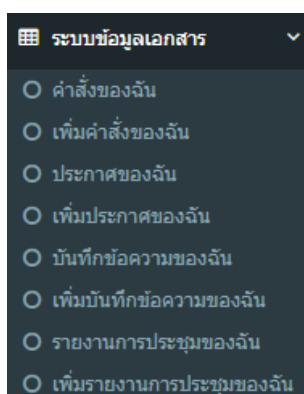 ระบบข้อมูลเอกสาร
คำสั่งของฉัน
เพิ่มคำสั่งของฉัน
ประกาศของฉัน
เพิ่มประกาศของฉัน
บันทึกข้อความของฉัน
เพิ่มบันทึกข้อความของฉัน
รายงานการประชุมของฉัน
เพิ่มรายงานการประชุมของฉัน